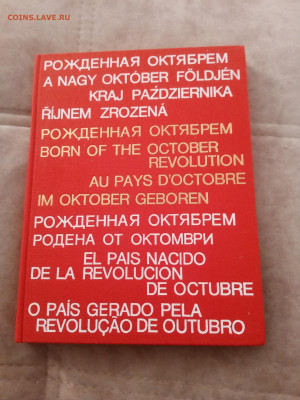 COINS.LAVE.RU
РОЖДЕННАЯ ОКТЯБРЕМ
A NAGY OKTÓBER FÖLDJÉN
KRAJ PAŹDZIERNIKA
ŘÍJNEM ZROZENÁ
РОЖДЕННАЯ ОКТЯБРЕМ
BORN OF THE OCTOBER
REVOLUTION
AU PAYS D'OCTOBRE
IM OKTOBER GEBOREN
РОЖДЕННАЯ ОКТЯБРЕМ
РОДЕНА ОТ ОКТОМВРИ
EL PAIS NACIDO
DE LA REVOLUCION
DE OCTUBRE
O PAÍS GERADO PELA
REVOLUÇÃO DE OUTUBRO